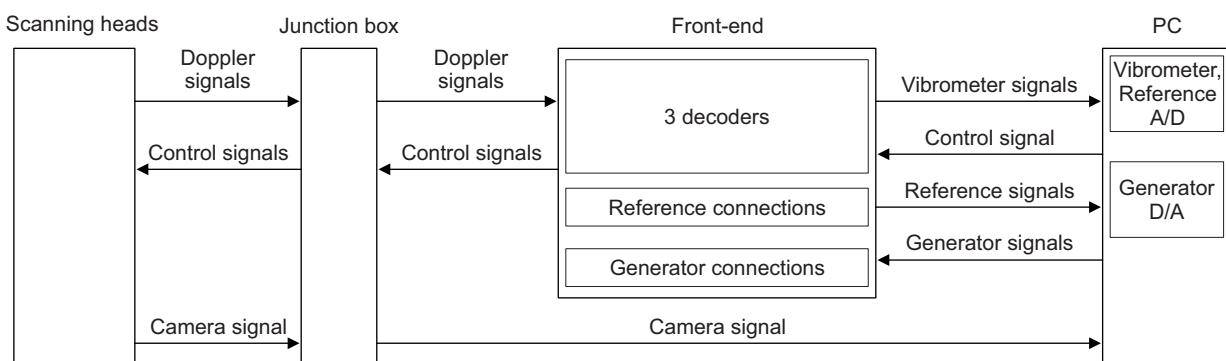 Scanning heads
Junction box
Front-end
PC
Doppler
signals
Doppler
signals
Vibrometer signals
Vibrometer,
Reference
A/D
3 decoders
Control signals
Control signals
Control signal
Reference connections
Reference signals
Generator
D/A
Generator signals
Generator connections
Camera signal
Camera signal